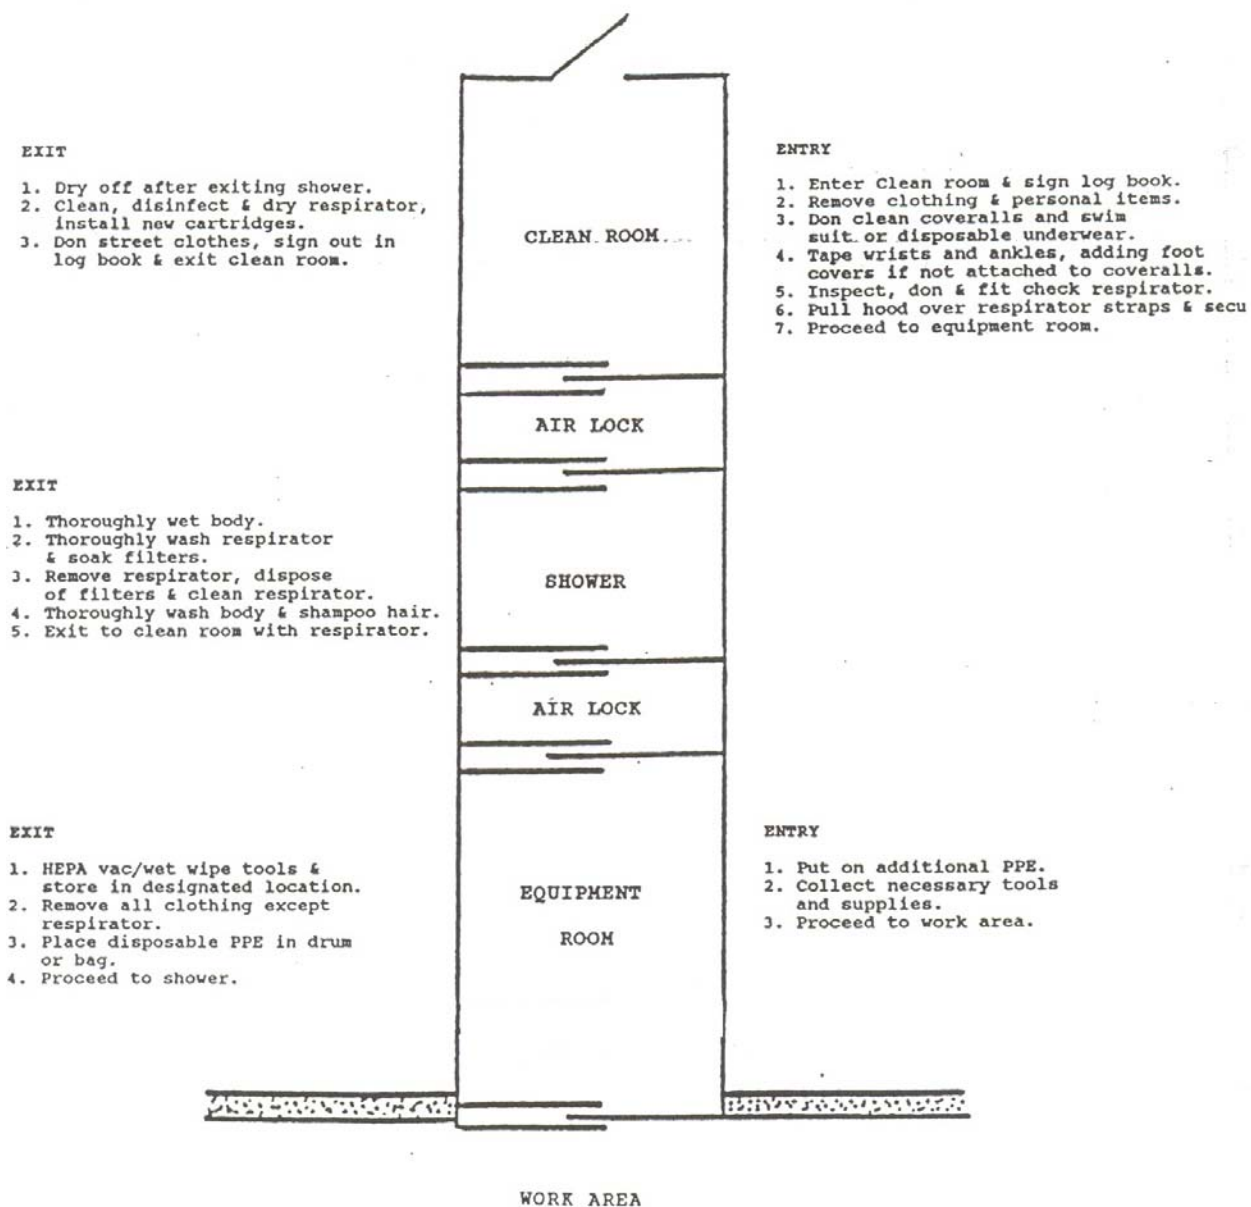 EXIT
1. Dry off after exiting shower.
2. Clean, disinfect & dry respirator,
install new cartridges.
3. Don street clothes, sign out in
log book & exit clean room.
CLEAN ROOM
ENTRY
1. Enter Clean room & sign log book.
2. Remove clothing & personal items.
3. Don clean coveralls and swim
suit or disposable underwear.
4. Tape wrists and ankles, adding foot
covers if not attached to coveralls.
5. Inspect, don & fit check respirator.
6. Pull hood over respirator straps & secu
7. Proceed to equipment room.
AIR LOCK
EXIT
1. Thoroughly wet body.
2. Thoroughly wash respirator
& soak filters.
3. Remove respirator, dispose
of filters & clean respirator.
4. Thoroughly wash body & shampoo hair.
5. Exit to clean room with respirator.
SHOWER
AIR LOCK
EXIT
1. HEPA vac/wet wipe tools &
store in designated location.
2. Remove all clothing except
respirator.
3. Place disposable PPE in drum
or bag.
4. Proceed to shower.
EQUIPMENT
ROOM
ENTRY
1. Put on additional PPE.
2. Collect necessary tools
and supplies.
3. Proceed to work area.
WORK AREA